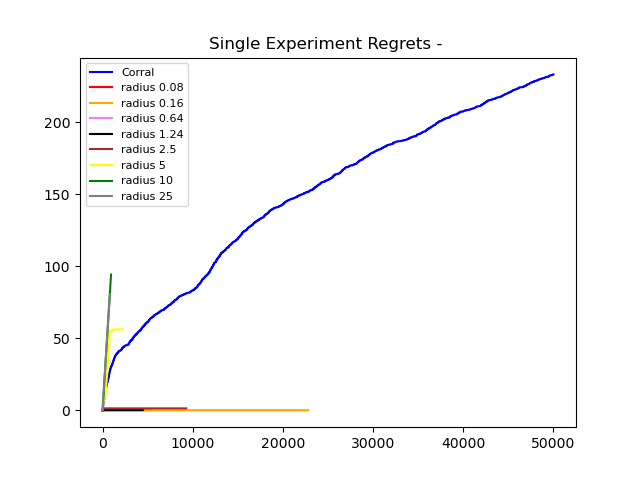 Single Experiment Regrets -
Corral
radius 0.08
radius 0.16
radius 0.64
radius 1.24
radius 2.5
radius 5
radius 10
radius 25
200
150
100
50
0
0 10000 20000 30000 40000 50000